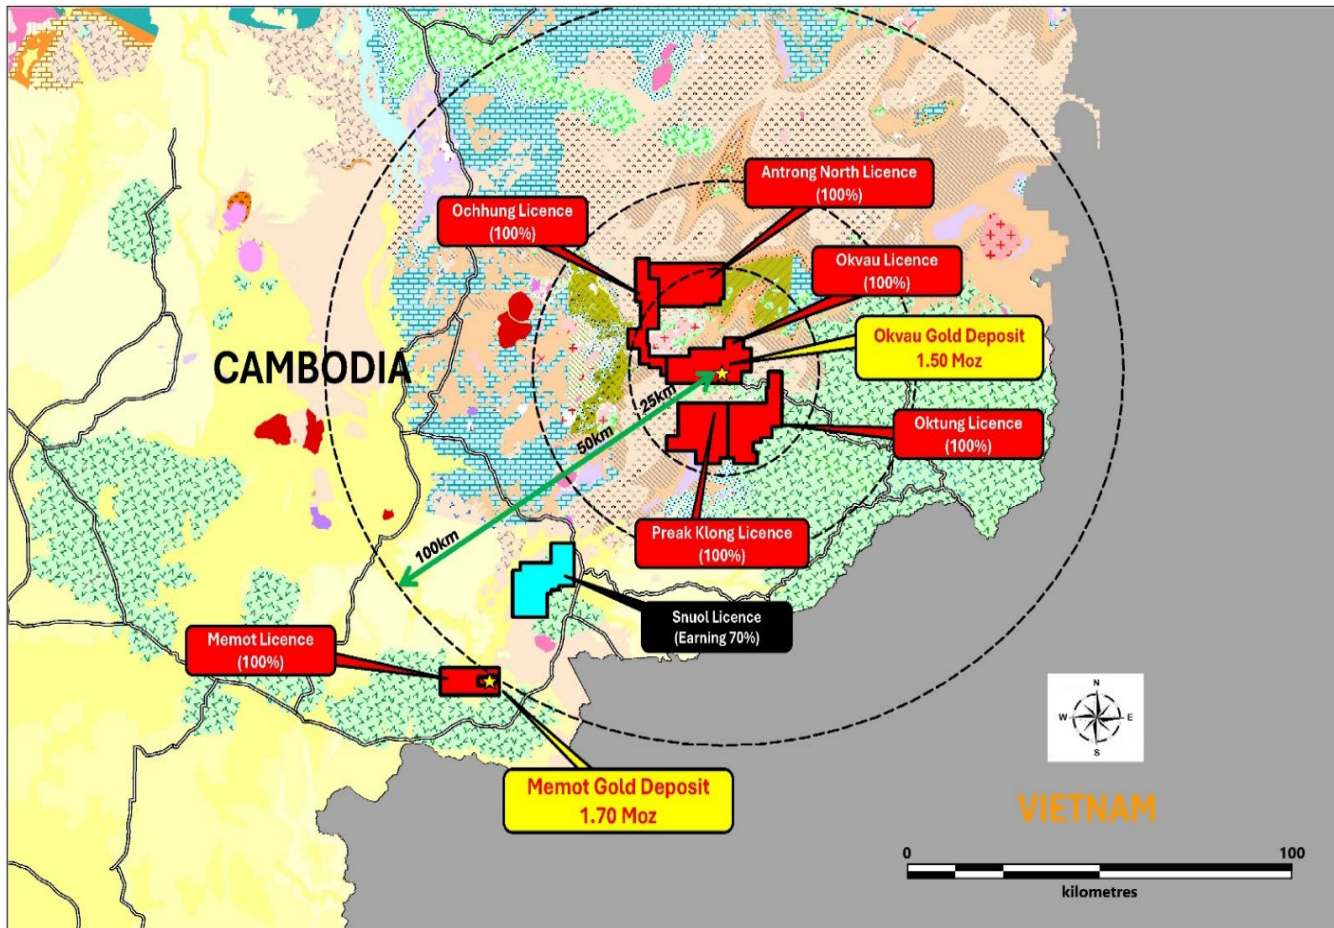 Antrong North Licence
(100%)
Ochhung Licence
(100%)
Okvau Licence
(100%)
Okvau Gold Deposit
1.50 Moz
CAMBODIA
25km
50km
Oktung Licence
(100%)
Preak Klong Licence
(100%)
100km
Snuol Licence
(Earning 70%)
Memot Licence
(100%)
Memot Gold Deposit
1.70 Moz
N
W
E
S
VIETNAM
0
100
kilometres